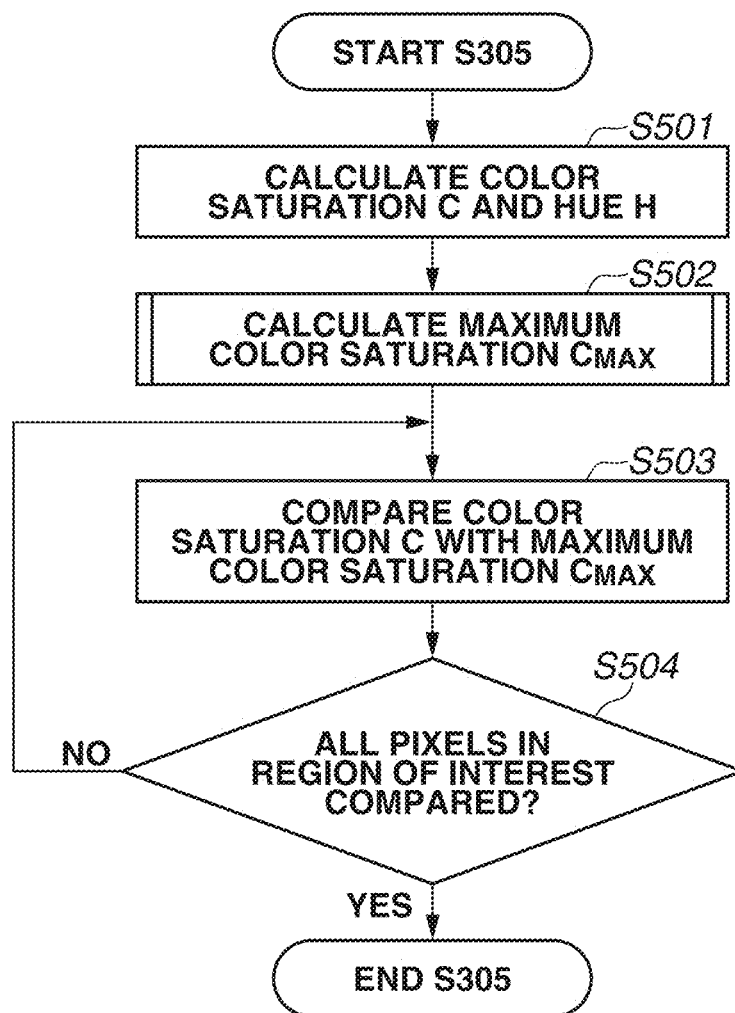 START S305
S501
CALCULATE COLOR
SATURATION C AND HUE H
S502
CALCULATE MAXIMUM
COLOR SATURATION CMAX
S503
COMPARE COLOR
SATURATION C WITH MAXIMUM
COLOR SATURATION CMAX
S504
ALL PIXELS IN
REGION OF INTEREST
COMPARED?
NO
YES
END S305